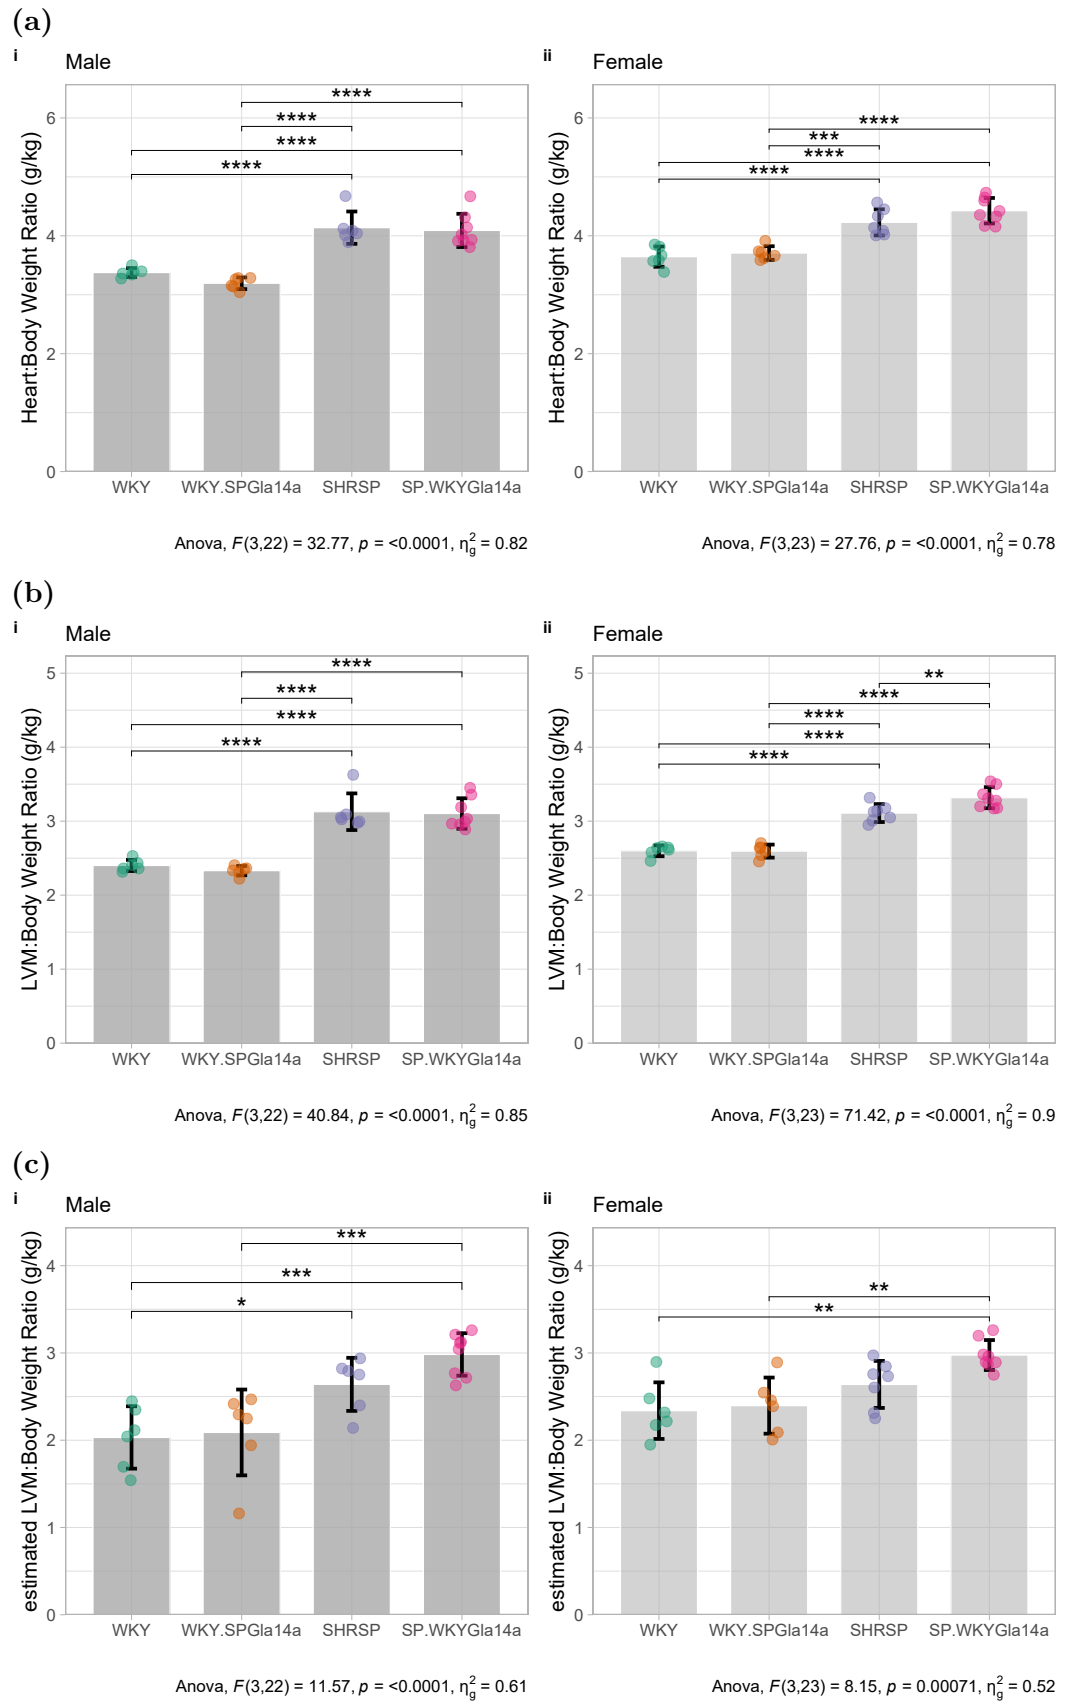 (a)
i Male
****
****
****
****
Heart:Body Weight Ratio (g/kg)
6
4
2
0
WKY WKY.SPGla14a SHRSP SP.WKYGla14a
Anova, F(3,22) = 32.77, p = <0.0001, η²g = 0.82
ii Female
****
***
****
****
Heart:Body Weight Ratio (g/kg)
6
4
2
0
WKY WKY.SPGla14a SHRSP SP.WKYGla14a
Anova, F(3,23) = 27.76, p = <0.0001, η²g = 0.78
(b)
i Male
****
****
****
****
LVM:Body Weight Ratio (g/kg)
5
4
3
2
1
0
WKY WKY.SPGla14a SHRSP SP.WKYGla14a
Anova, F(3,22) = 40.84, p = <0.0001, η²g = 0.85
ii Female
**
****
****
****
****
LVM:Body Weight Ratio (g/kg)
5
4
3
2
1
0
WKY WKY.SPGla14a SHRSP SP.WKYGla14a
Anova, F(3,23) = 71.42, p = <0.0001, η²g = 0.9
(c)
i Male
***
***
*
estimated LVM:Body Weight Ratio (g/kg)
4
3
2
1
0
WKY WKY.SPGla14a SHRSP SP.WKYGla14a
Anova, F(3,22) = 11.57, p = <0.0001, η²g = 0.61
ii Female
**
**
estimated LVM:Body Weight Ratio (g/kg)
4
3
2
1
0
WKY WKY.SPGla14a SHRSP SP.WKYGla14a
Anova, F(3,23) = 8.15, p = 0.00071, η²g = 0.52